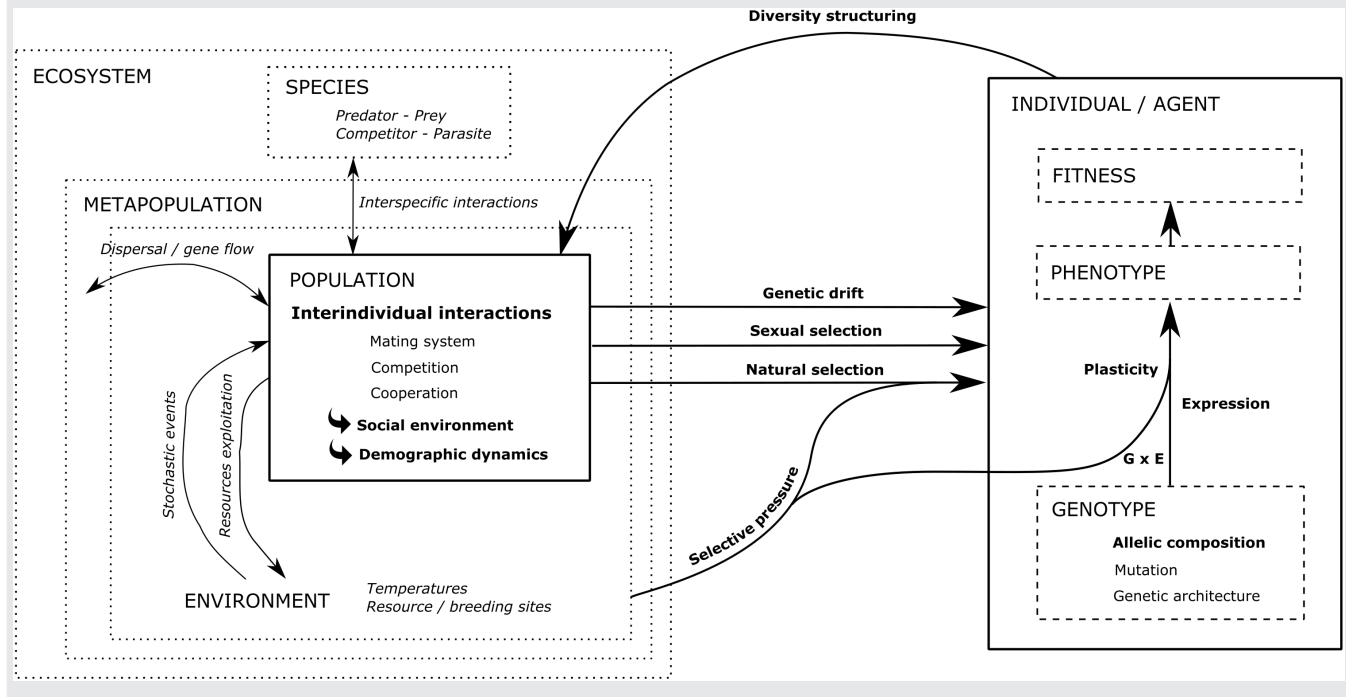 Diversity structuring
ECOSYSTEM
SPECIES
Predator - Prey
Competitor - Parasite
METAPOPULATION
Interspecific interactions
Dispersal / gene flow
POPULATION
Interindividual interactions
Mating system
Competition
Cooperation
Social environment
Demographic dynamics
Stochastic events
Resources exploitation
ENVIRONMENT
Temperatures
Resource / breeding sites
Genetic drift
Sexual selection
Natural selection
Selective pressure
INDIVIDUAL / AGENT
FITNESS
PHENOTYPE
Plasticity
Expression
G x E
GENOTYPE
Allelic composition
Mutation
Genetic architecture